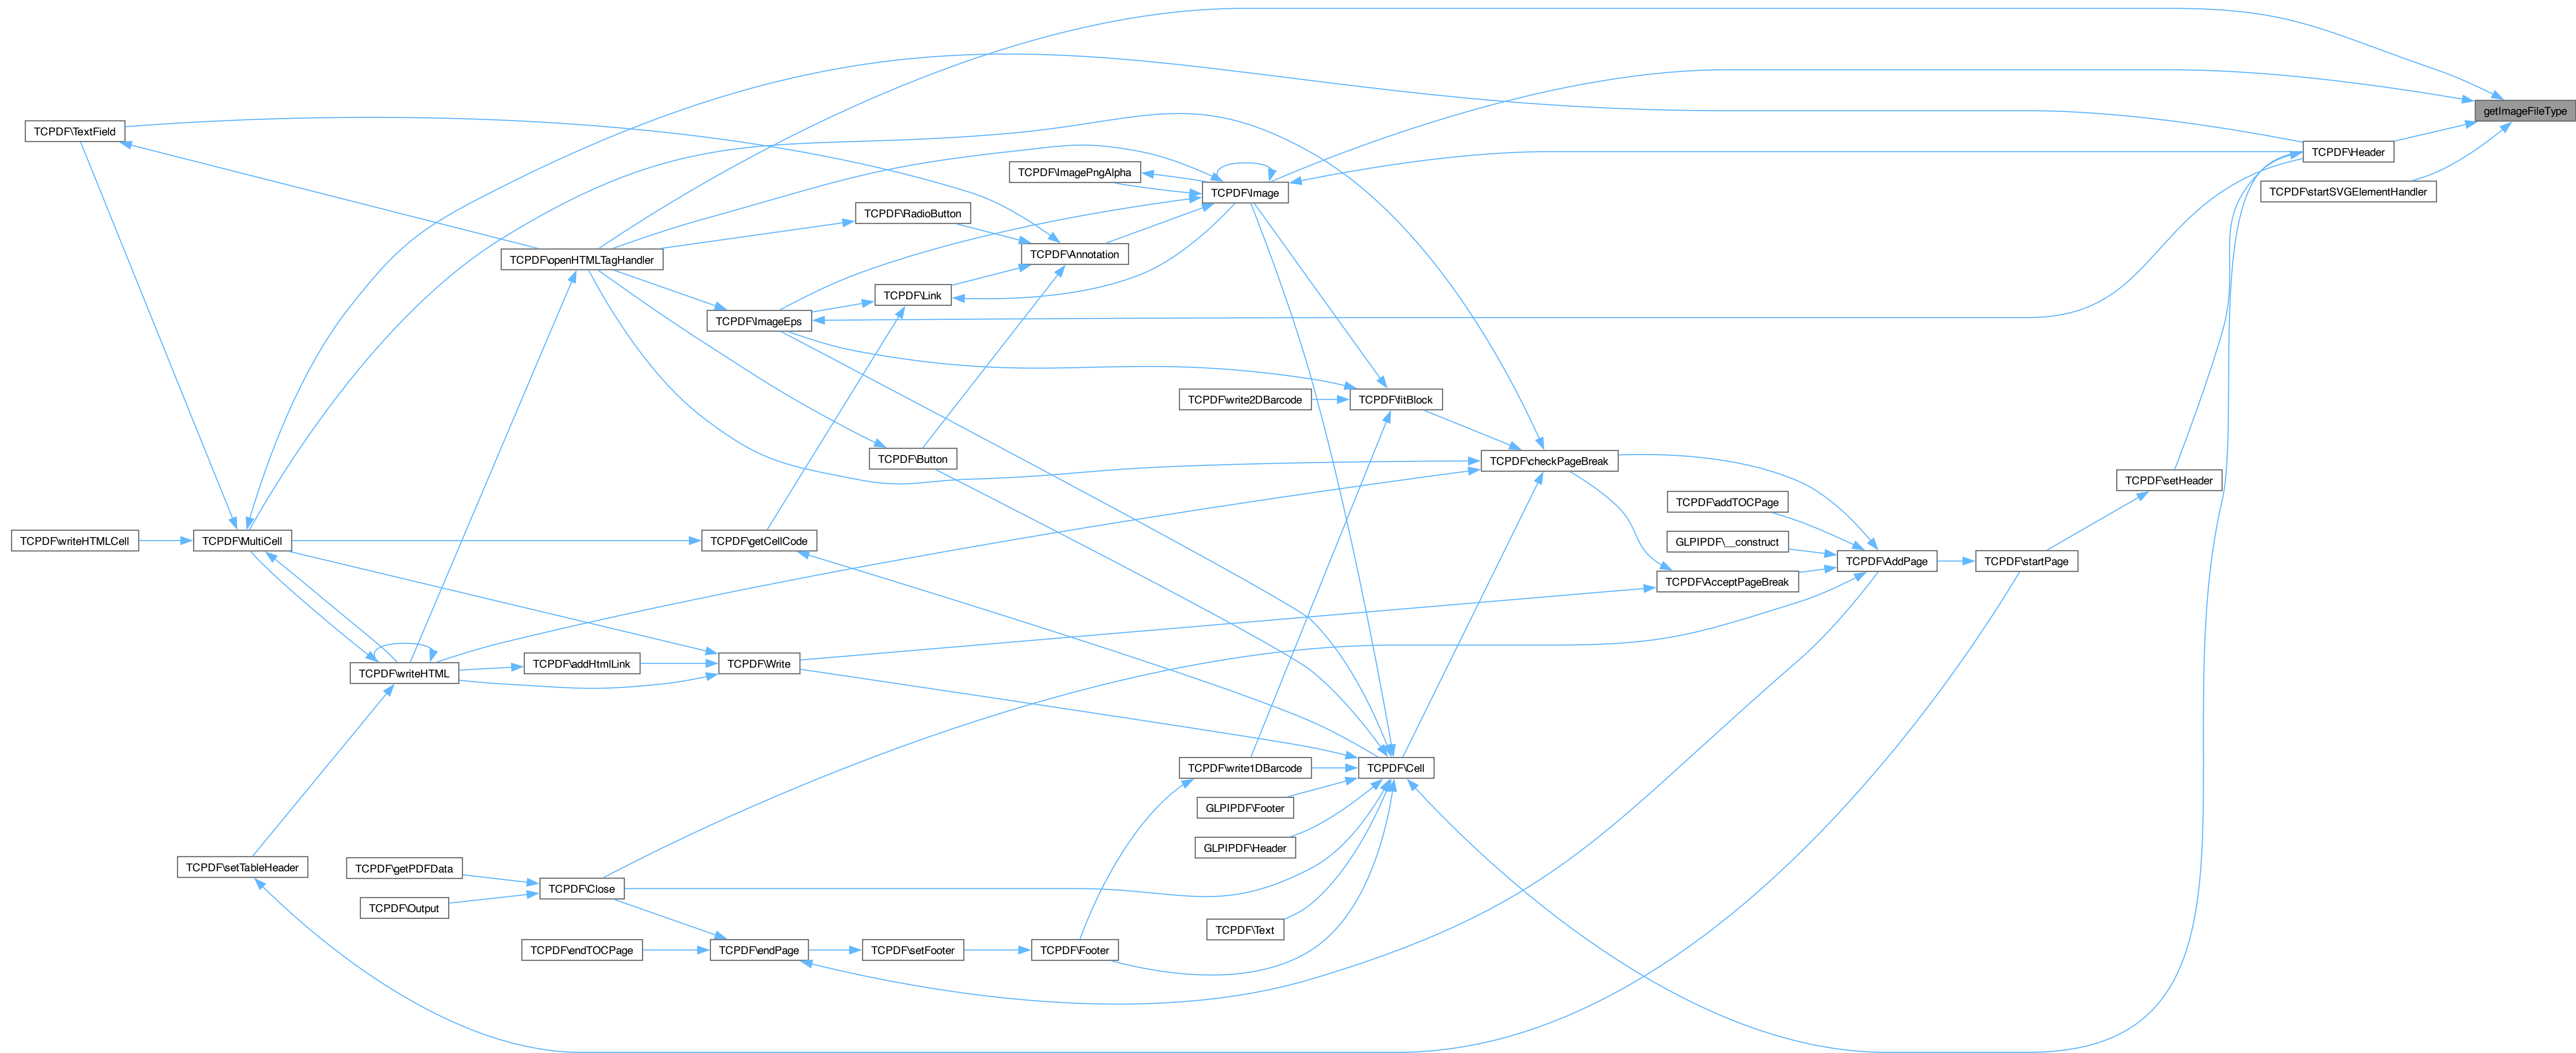 getImageFileType
TCPDF\TextField
TCPDF\Header
TCPDF\ImagePngAlpha
TCPDF\Image
TCPDF\startSVGElementHandler
TCPDF\RadioButton
TCPDF\Annotation
TCPDF\openHTMLTagHandler
TCPDF\Link
TCPDF\ImageEps
TCPDF\write2DBarcode
TCPDF\fitBlock
TCPDF\Button
TCPDF\checkPageBreak
TCPDF\setHeader
TCPDF\addTOCPage
TCPDF\writeHTMLCell
TCPDF\MultiCell
TCPDF\getCellCode
GLPIPDF\__construct
TCPDF\AddPage
TCPDF\startPage
TCPDF\AcceptPageBreak
TCPDF\writeHTML
TCPDF\addHtmlLink
TCPDF\Write
TCPDF\write1DBarcode
TCPDF\Cell
GLPIPDF\Footer
GLPIPDF\Header
TCPDF\setTableHeader
TCPDF\getPDFData
TCPDF\Close
TCPDF\Output
TCPDF\Text
TCPDF\endTOCPage
TCPDF\endPage
TCPDF\setFooter
TCPDF\Footer